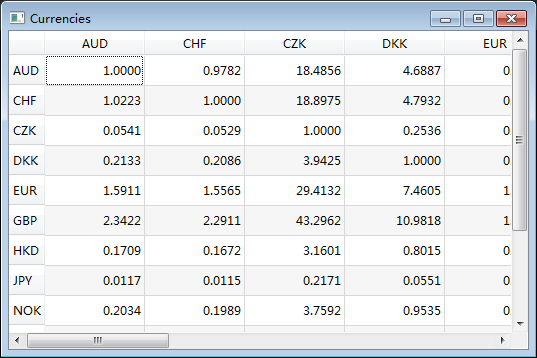 Currencies
AUD CHF CZK DKK EUR
AUD 1.0000 0.9782 18.4856 4.6887 0.
CHF 1.0223 1.0000 18.8975 4.7932 0.
CZK 0.0541 0.0529 1.0000 0.2536 0.
DKK 0.2133 0.2086 3.9425 1.0000 0.
EUR 1.5911 1.5565 29.4132 7.4605 1.
GBP 2.3422 2.2911 43.2962 10.9818 1.
HKD 0.1709 0.1672 3.1601 0.8015 0.
JPY 0.0117 0.0115 0.2171 0.0551 0.
NOK 0.2034 0.1989 3.7592 0.9535 0.